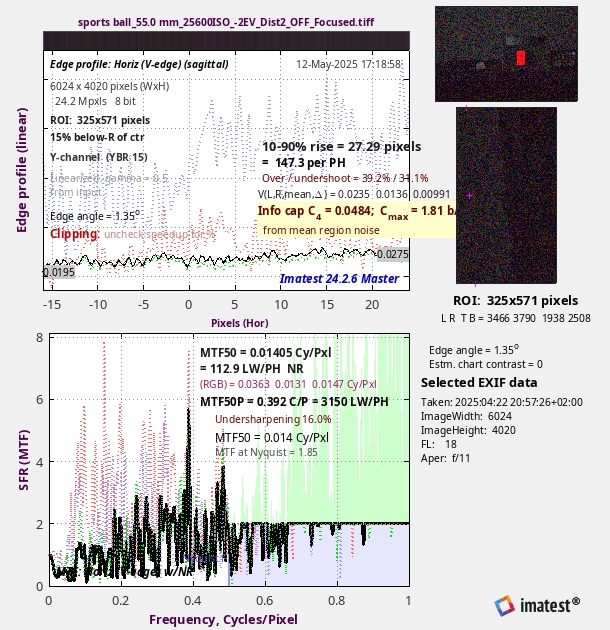 sports ball_55.0 mm_25600ISO_-2EV_Dist2_OFF_Focused.tiff
Edge profile: Horiz (V-edge) (sagittal)
12-May-2025 17:18:58
6024 x 4020 pixels (WxH)
24.2 Mpxls 8 bit
ROI: 325x571 pixels
15% below-R of ctr
Y-channel (YBR 15)
Linearized gamma = 0.5
from input
Edge angle = 1.35°
Clipping: uncheck speedup for %
10-90% rise = 27.29 pixels
= 147.3 per PH
Over-/undershoot = 39.2% / 31.1%
V(L,R,mean,Δ) = 0.0235 0.0136 0.00991
Info cap C4 = 0.0484; Cmax = 1.81 b/
from mean region noise
0.0195
0.0275
Imatest 24.2.6 Master
Edge profile (linear)
-15 -10 -5 0 5 10 15 20
Pixels (Hor)
MTF50 = 0.01405 Cy/Pxl
= 112.9 LW/PH NR
(RGB) = 0.0363 0.0131 0.0147 Cy/Pxl
MTF50P = 0.392 C/P = 3150 LW/PH
Undersharpening 16.0%
MTF50 = 0.014 Cy/Pxl
MTF at Nyquist = 1.85
SFR (MTF)
8
6
4
2
0
0 0.2 0.4 0.6 0.8 1
Frequency, Cycles/Pixel
ROI: 325x571 pixels
L R T B = 3466 3790 1938 2508
Edge angle = 1.35°
Estm. chart contrast = 0
Selected EXIF data
Taken: 2025:04:22 20:57:26+02:00
ImageWidth: 6024
ImageHeight: 4020
FL: 18
Aper: f/11
imatest®